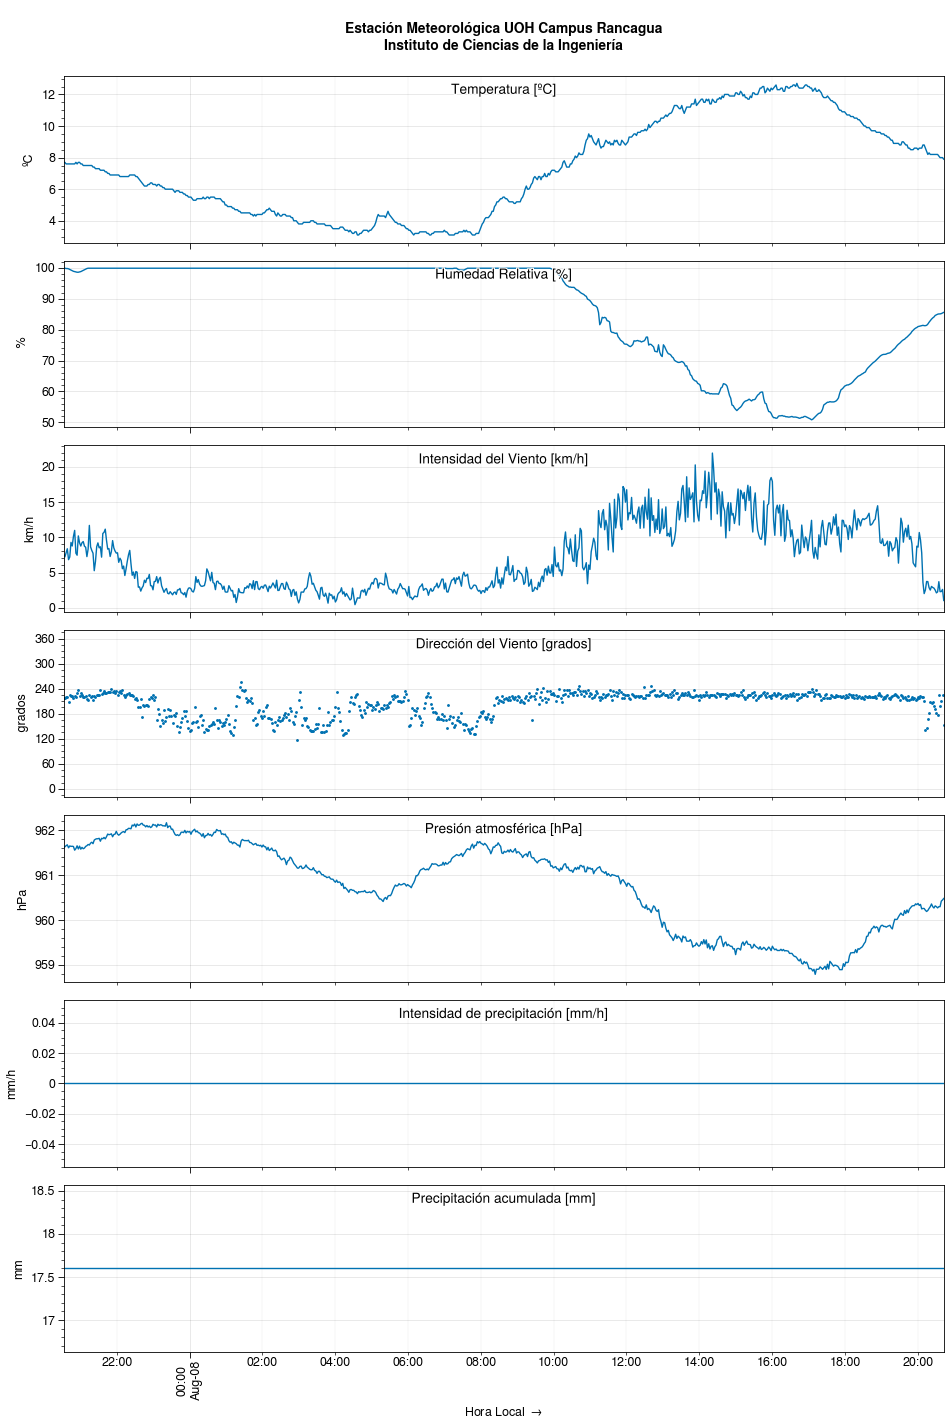 Estación Meteorológica UOH Campus Rancagua
Instituto de Ciencias de la Ingeniería
Temperatura [ºC]
12
10
8
6
4
ºC
Humedad Relativa [%]
100
90
80
70
60
50
%
Intensidad del Viento [km/h]
20
15
10
5
0
km/h
Dirección del Viento [grados]
360
300
240
180
120
60
0
grados
Presión atmosférica [hPa]
962
961
960
959
hPa
Intensidad de precipitación [mm/h]
0.04
0.02
0
−0.02
−0.04
mm/h
Precipitación acumulada [mm]
18.5
18
17.5
17
mm
22:00
00:00
Aug-08
02:00
04:00
06:00
08:00
10:00
12:00
14:00
16:00
18:00
20:00
Hora Local →